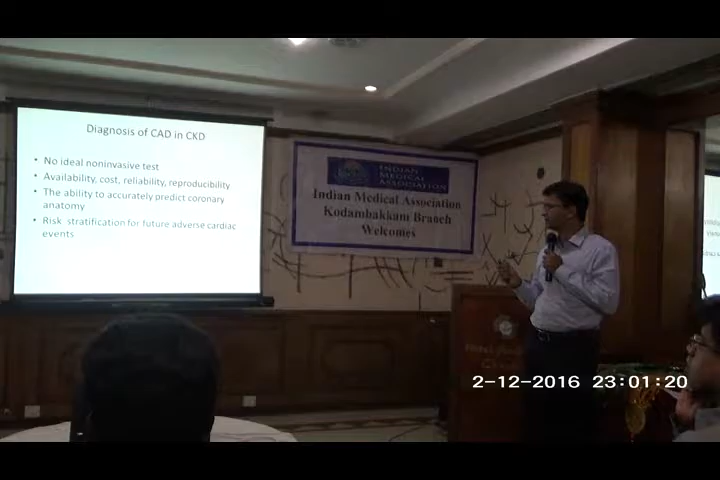 Diagnosis of CAD in CKD
• No ideal noninvasive test
• Availability, cost, reliability, reproducibility
• The ability to accurately predict coronary
anatomy
• Risk stratification for future adverse cardiac
events
INDIAN
MEDICAL
ASSOCIATION
Indian Medical Association
Kodambakkam Branch
Welcomes
2-12-2016 23:01:20